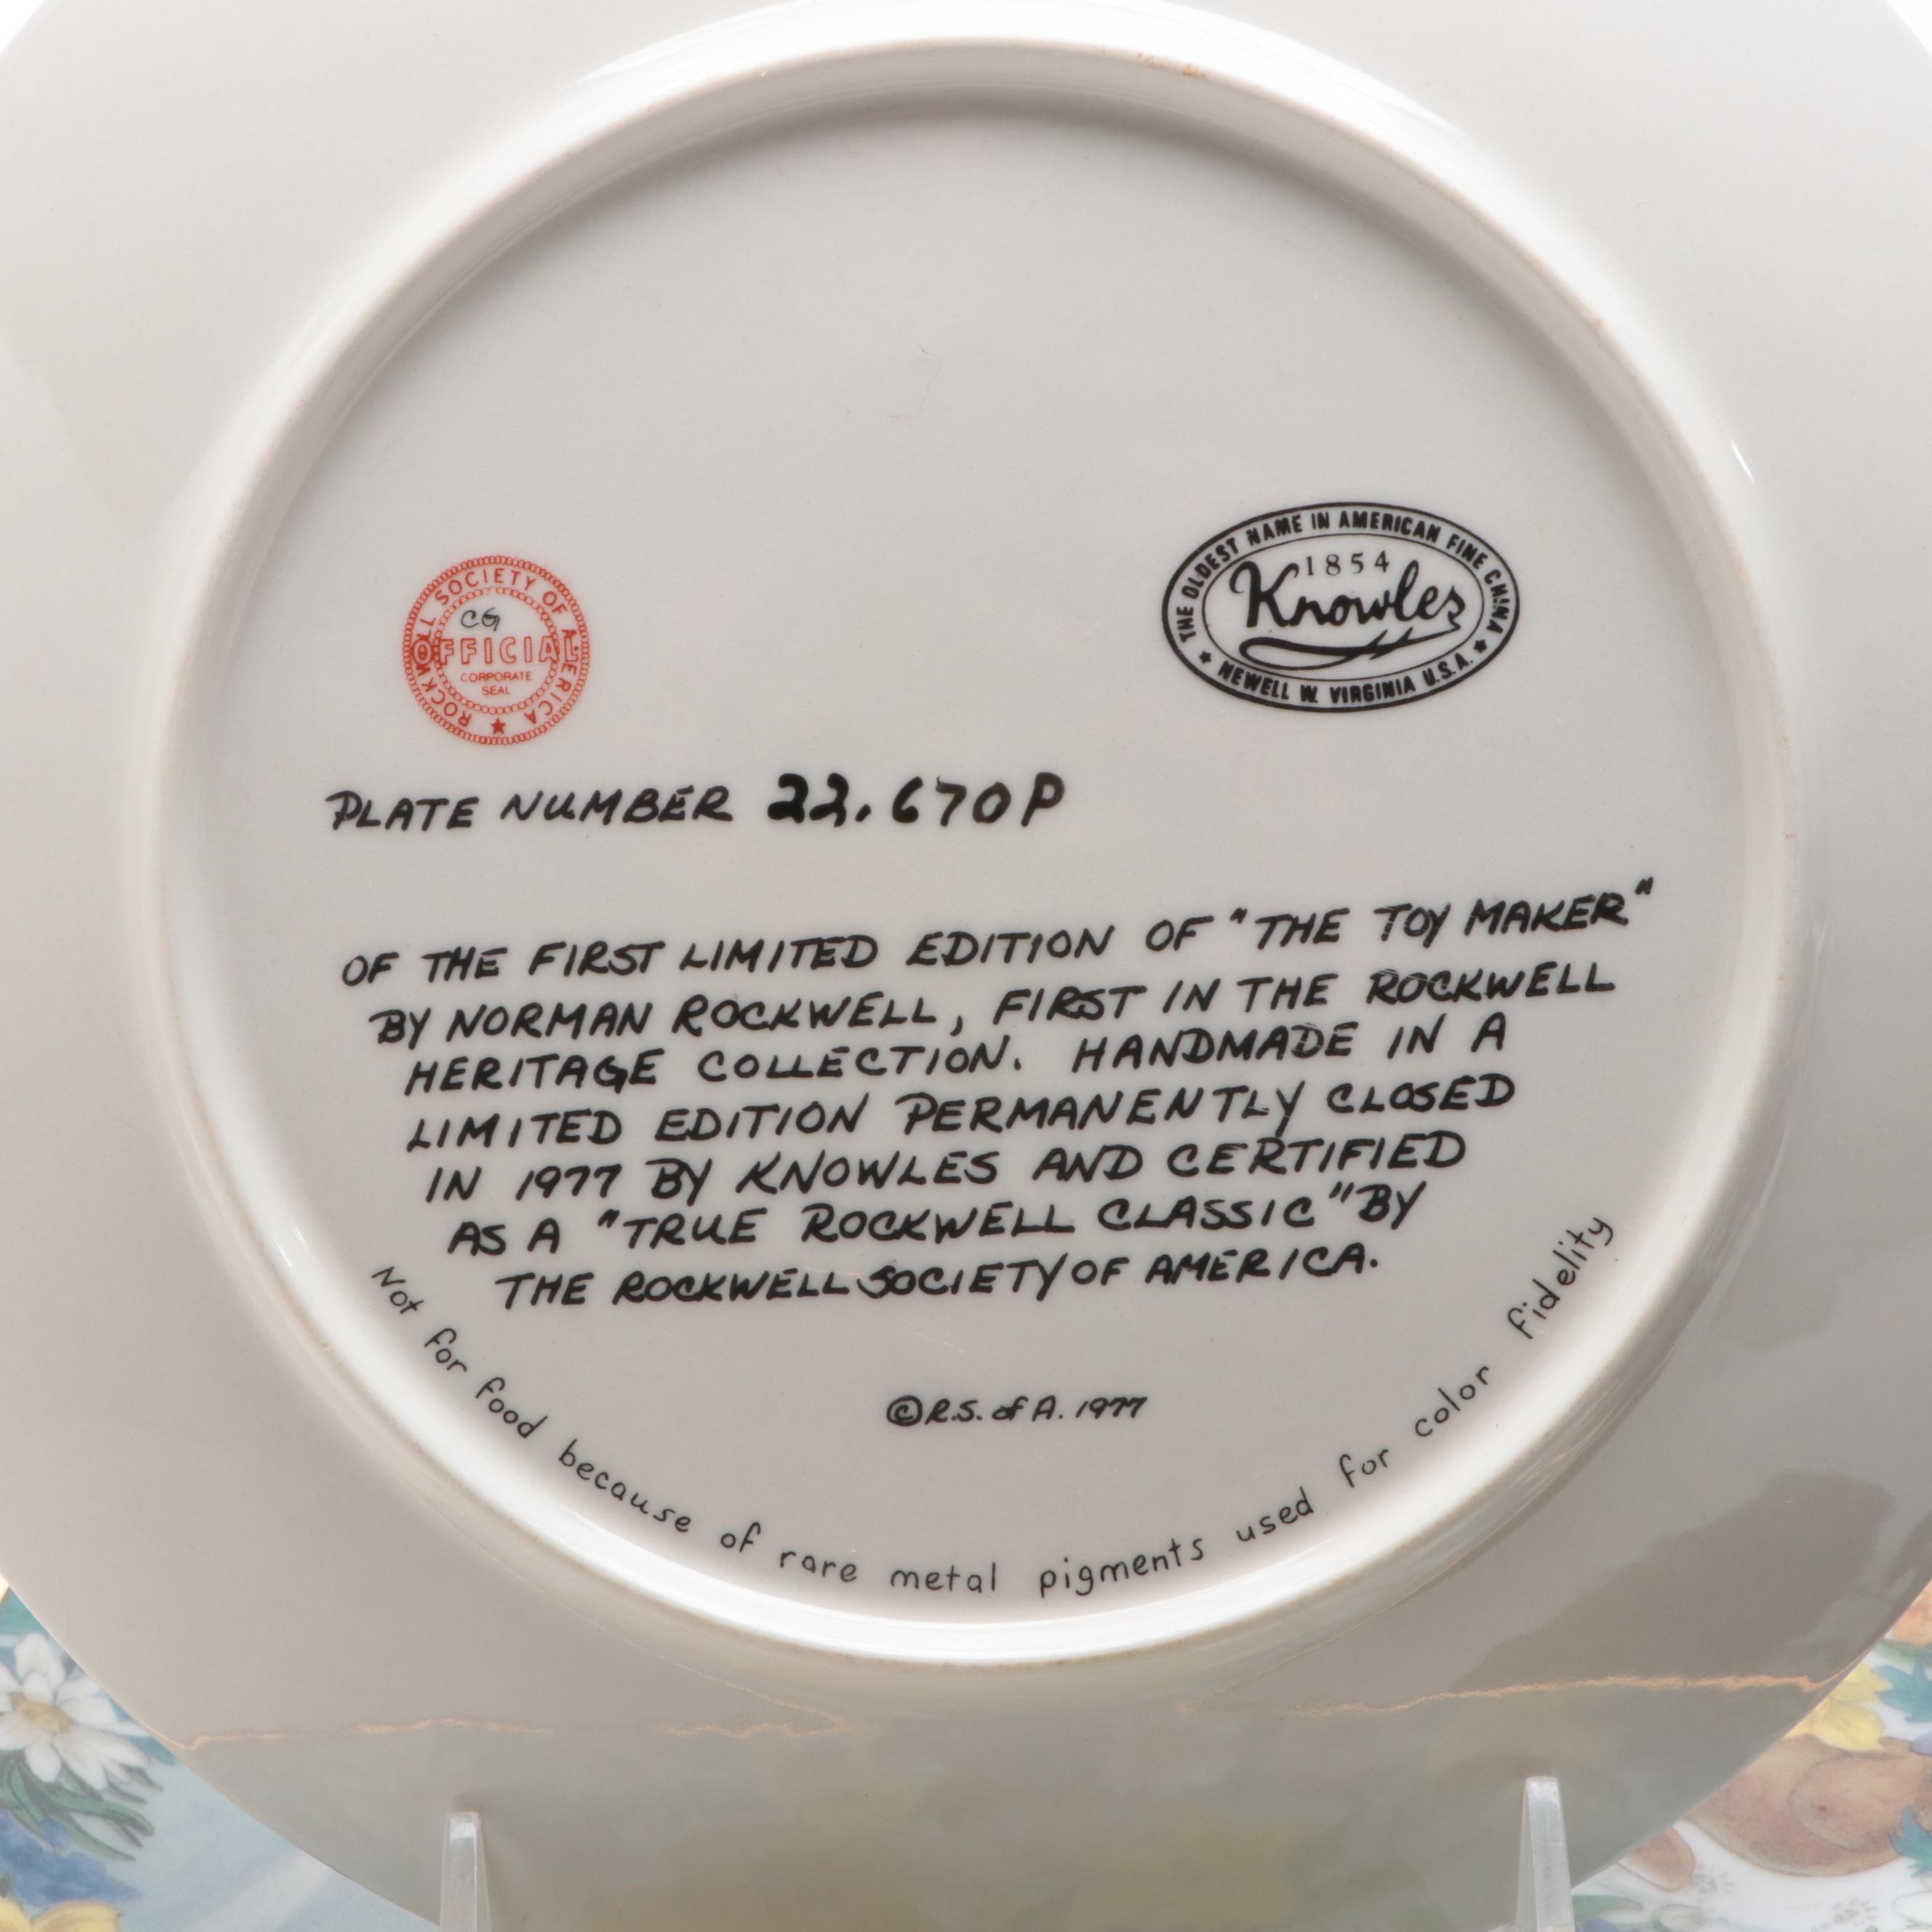 ROCKWELL SOCIETY OF AMERICA
CG
OFFICIAL
CORPORATE
SEAL
THE OLDEST NAME IN AMERICAN FINE CHINA
1854
Knowles
NEWELL W. VIRGINIA U.S.A.
PLATE NUMBER 22.670P
OF THE FIRST LIMITED EDITION OF "THE TOY MAKER"
BY NORMAN ROCKWELL, FIRST IN THE ROCKWELL
HERITAGE COLLECTION. HANDMADE IN A
LIMITED EDITION PERMANENTLY CLOSED
IN 1977 BY KNOWLES AND CERTIFIED
AS A "TRUE ROCKWELL CLASSIC" BY
THE ROCKWELL SOCIETY OF AMERICA.
© R.S. of A. 1977
Not for food because of rare metal pigments used for color fidelity